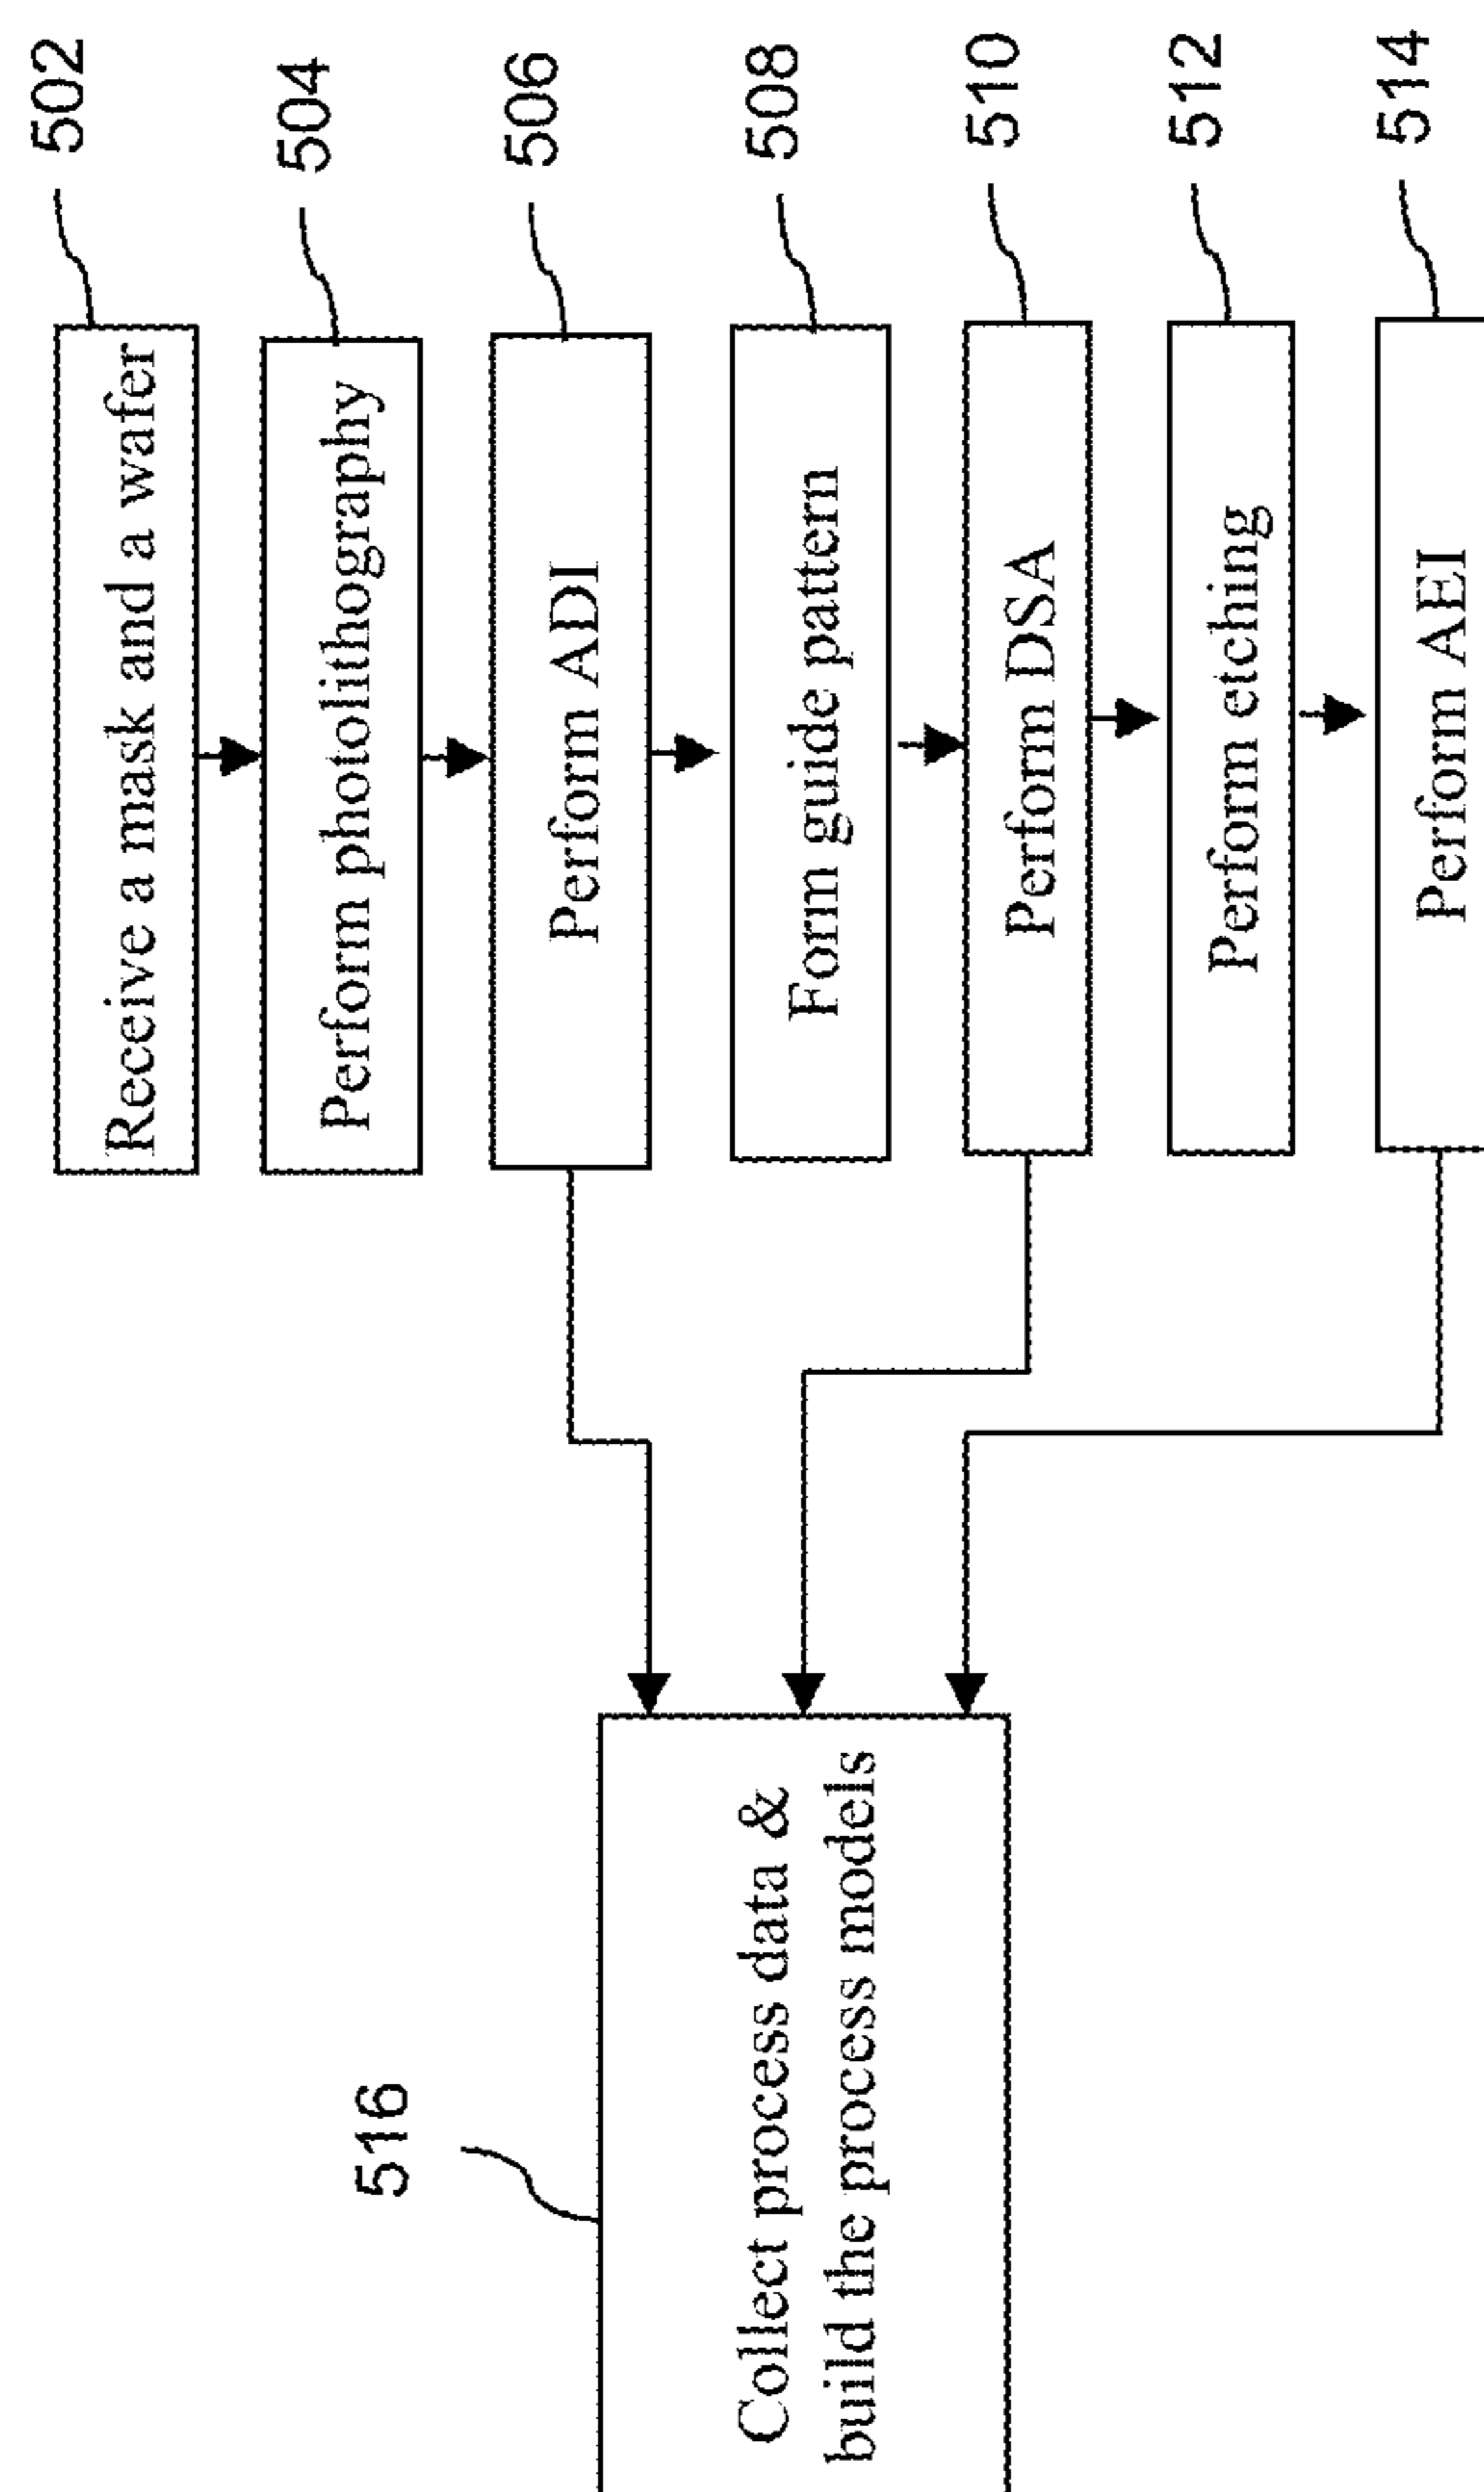 502
Receive a mask and a wafer
504
Perform photolithography
506
Perform ADI
508
Form guide pattern
510
Perform DSA
512
Perform etching
514
Perform AEI
516
Collect process data &
build the process models